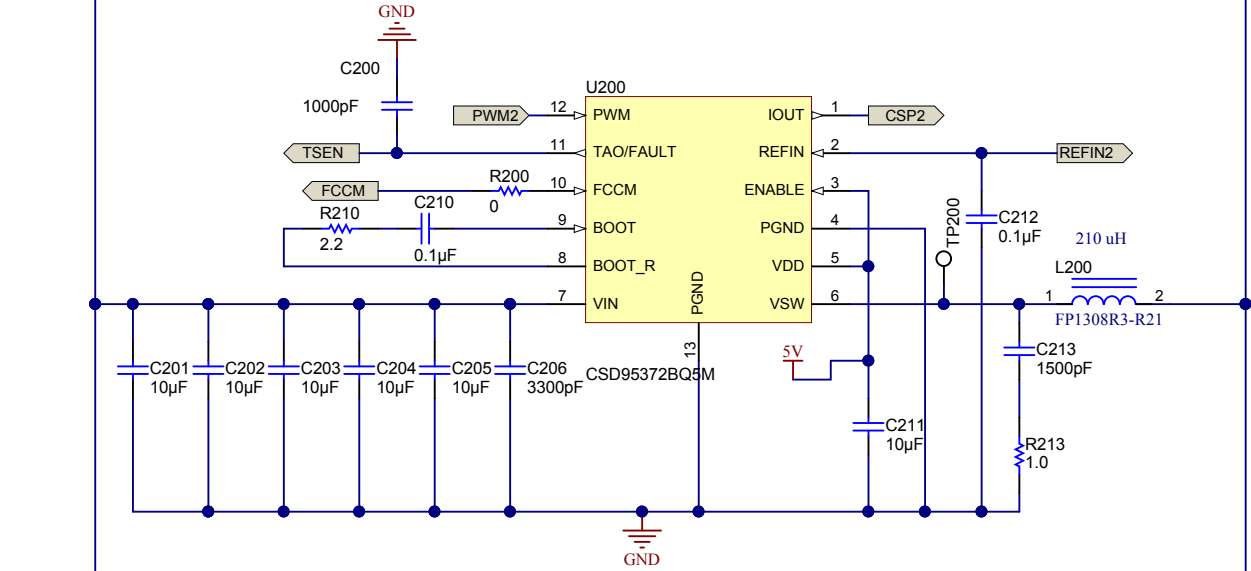 GND
C200
1000pF
U200
PWM2
12
PWM
IOUT
1
CSP2
TSEN
11
TAO/FAULT
REFIN
2
REFIN2
FCCM
R200
0
10
FCCM
ENABLE
3
R210
2.2
C210
0.1µF
9
BOOT
PGND
4
TP200
C212
0.1µF
8
BOOT_R
VDD
5
210 uH
L200
7
VIN
PGND
VSW
6
1
2
FP1308R3-R21
13
5V
C213
1500pF
C201
10µF
C202
10µF
C203
10µF
C204
10µF
C205
10µF
C206
3300pF
CSD95372BQ5M
C211
10µF
R213
1.0
GND